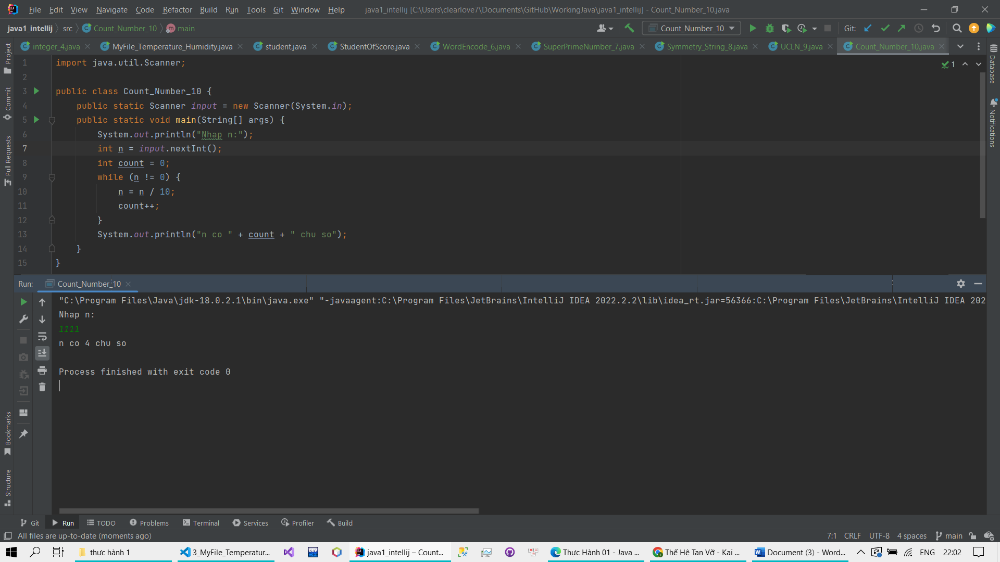 File Edit View Navigate Code Refactor Build Run Tools Git Window Help java1_intellij [C:\Users\clearlove7\Documents\GitHub\WorkingJava\java1_intellij] - Count_Number_10.java
java1_intellij src Count_Number_10 main Count_Number_10 Git:
integer_4.java MyFile_Temperature_Humidity.java student.java StudentOfScore.java WordEncode_6.java SuperPrimeNumber_7.java Symmetry_String_8.java UCLN_9.java Count_Number_10.java
Project
Commit
Pull Requests
Bookmarks
Structure
Database
Notifications
1
1 import java.util.Scanner;
2
3 public class Count_Number_10 {
4 public static Scanner input = new Scanner(System.in);
5 public static void main(String[] args) {
6 System.out.println("Nhap n:");
7 int n = input.nextInt();
8 int count = 0;
9 while (n != 0) {
10 n = n / 10;
11 count++;
12 }
13 System.out.println("n co " + count + " chu so");
14 }
15 }
Run: Count_Number_10
"C:\Program Files\Java\jdk-18.0.2.1\bin\java.exe" "-javaagent:C:\Program Files\JetBrains\IntelliJ IDEA 2022.2.2\lib\idea_rt.jar=56366:C:\Program Files\JetBrains\IntelliJ IDEA 202
Nhap n:
1111
n co 4 chu so
Process finished with exit code 0
Git Run TODO Problems Terminal Services Profiler Build
All files are up-to-date (moments ago) 7:1 CRLF UTF-8 4 spaces main
thực hành 1 3_MyFile_Temperatur... java1_intellij – Count... Thực Hành 01 - Java ... Thế Hệ Tan Vỡ - Kai ... Document (3) - Word... ENG 22:02